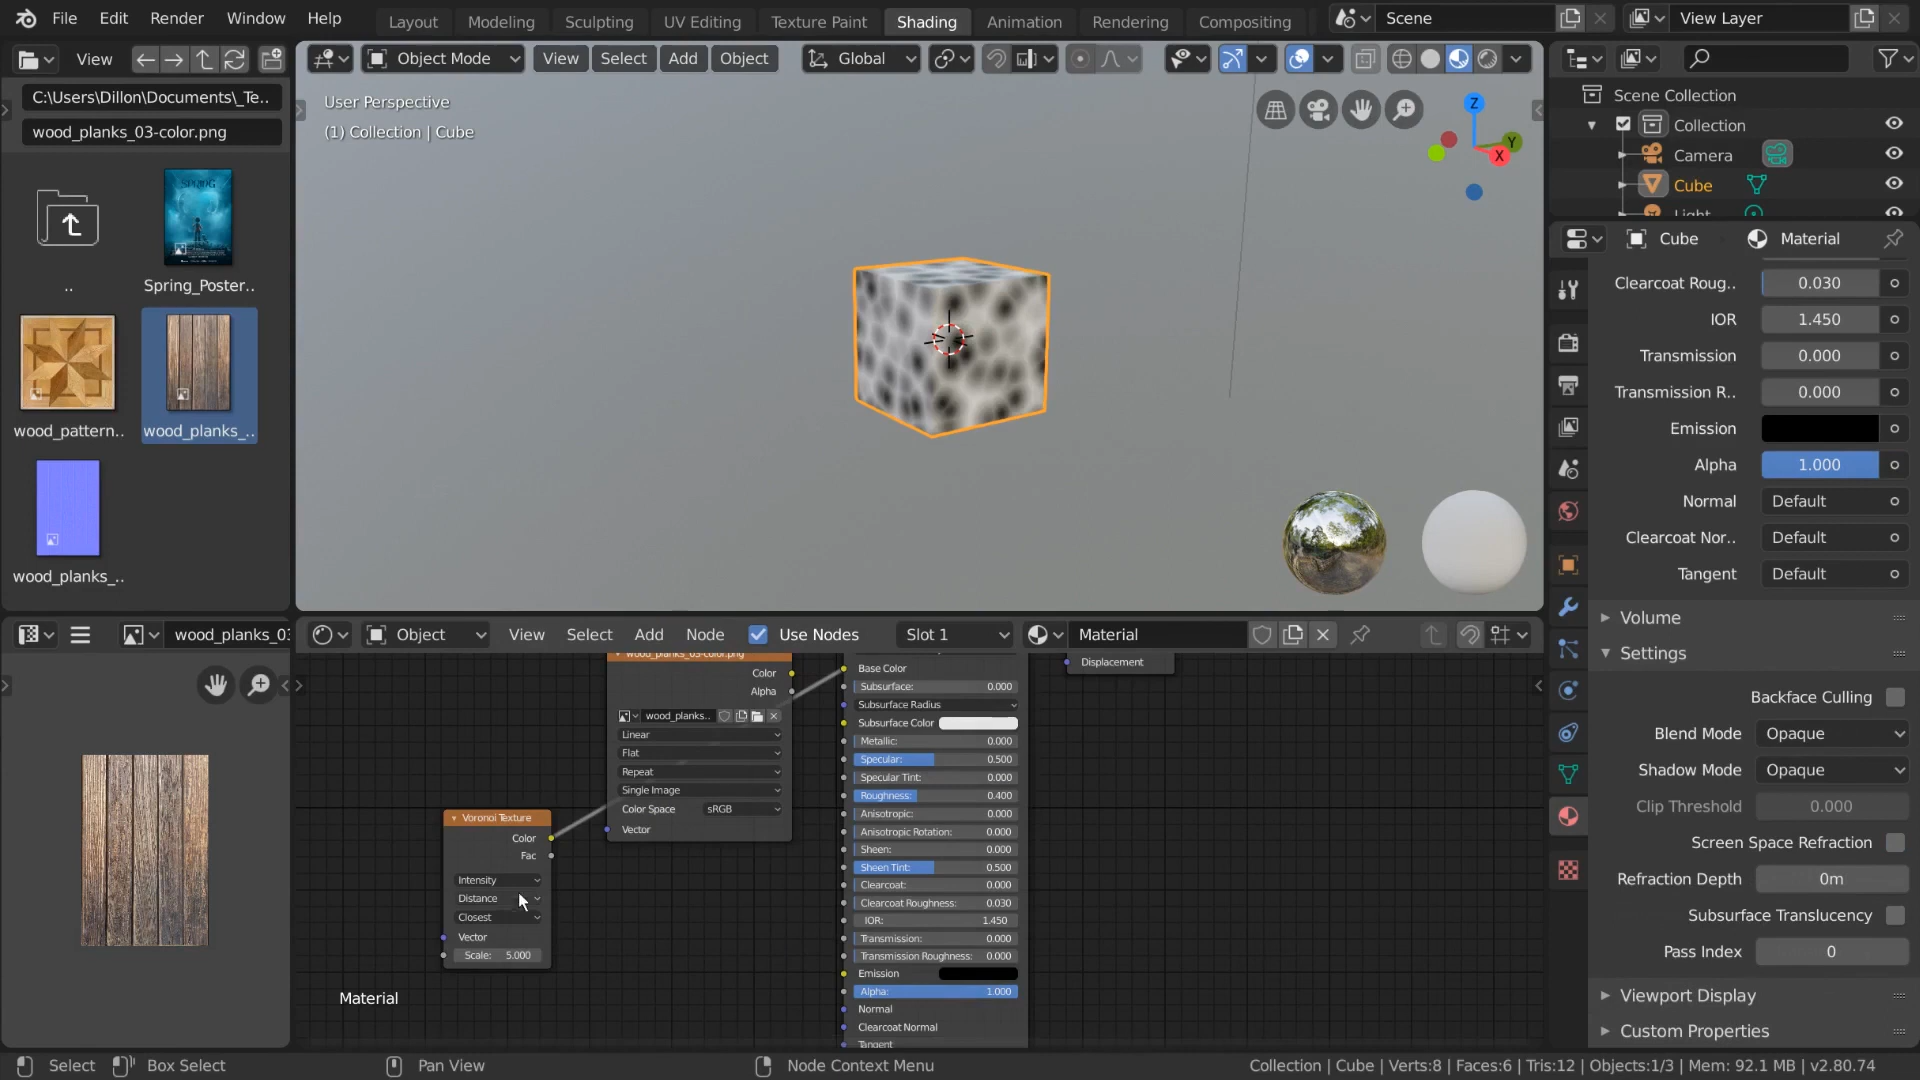 File Edit Render Window Help Layout Modeling Sculpting UV Editing Texture Paint Shading Animation Rendering Compositing Scene View Layer
View
C:\Users\Dillon\Documents\_Te..
wood_planks_03-color.png
SPRING
..
Spring_Poster..
wood_pattern..
wood_planks_..
wood_planks_..
Object Mode View Select Add Object Global
User Perspective
(1) Collection | Cube
Z
Y
X
Scene Collection
Collection
Camera
Cube
Light
Cube Material
Clearcoat Roug.. 0.030
IOR 1.450
Transmission 0.000
Transmission R.. 0.000
Emission
Alpha 1.000
Normal Default
Clearcoat Nor.. Default
Tangent Default
Volume
Settings
Backface Culling
Blend Mode Opaque
Shadow Mode Opaque
Clip Threshold 0.000
Screen Space Refraction
Refraction Depth 0m
Subsurface Translucency
Pass Index 0
Viewport Display
Custom Properties
wood_planks_03
Object View Select Add Node Use Nodes Slot 1 Material
wood_planks_03-color.png
Color
Alpha
wood_planks..
Linear
Flat
Repeat
Single Image
Color Space sRGB
Vector
Voronoi Texture
Color
Fac
Intensity
Distance
Closest
Vector
Scale: 5.000
Material
Base Color
Subsurface: 0.000
Subsurface Radius
Subsurface Color
Metallic: 0.000
Specular: 0.500
Specular Tint: 0.000
Roughness: 0.400
Anisotropic: 0.000
Anisotropic Rotation: 0.000
Sheen: 0.000
Sheen Tint: 0.500
Clearcoat: 0.000
Clearcoat Roughness: 0.030
IOR: 1.450
Transmission: 0.000
Transmission Roughness: 0.000
Emission
Alpha: 1.000
Normal
Clearcoat Normal
Tangent
Displacement
Select Box Select Pan View Node Context Menu Collection | Cube | Verts:8 | Faces:6 | Tris:12 | Objects:1/3 | Mem: 92.1 MB | v2.80.74